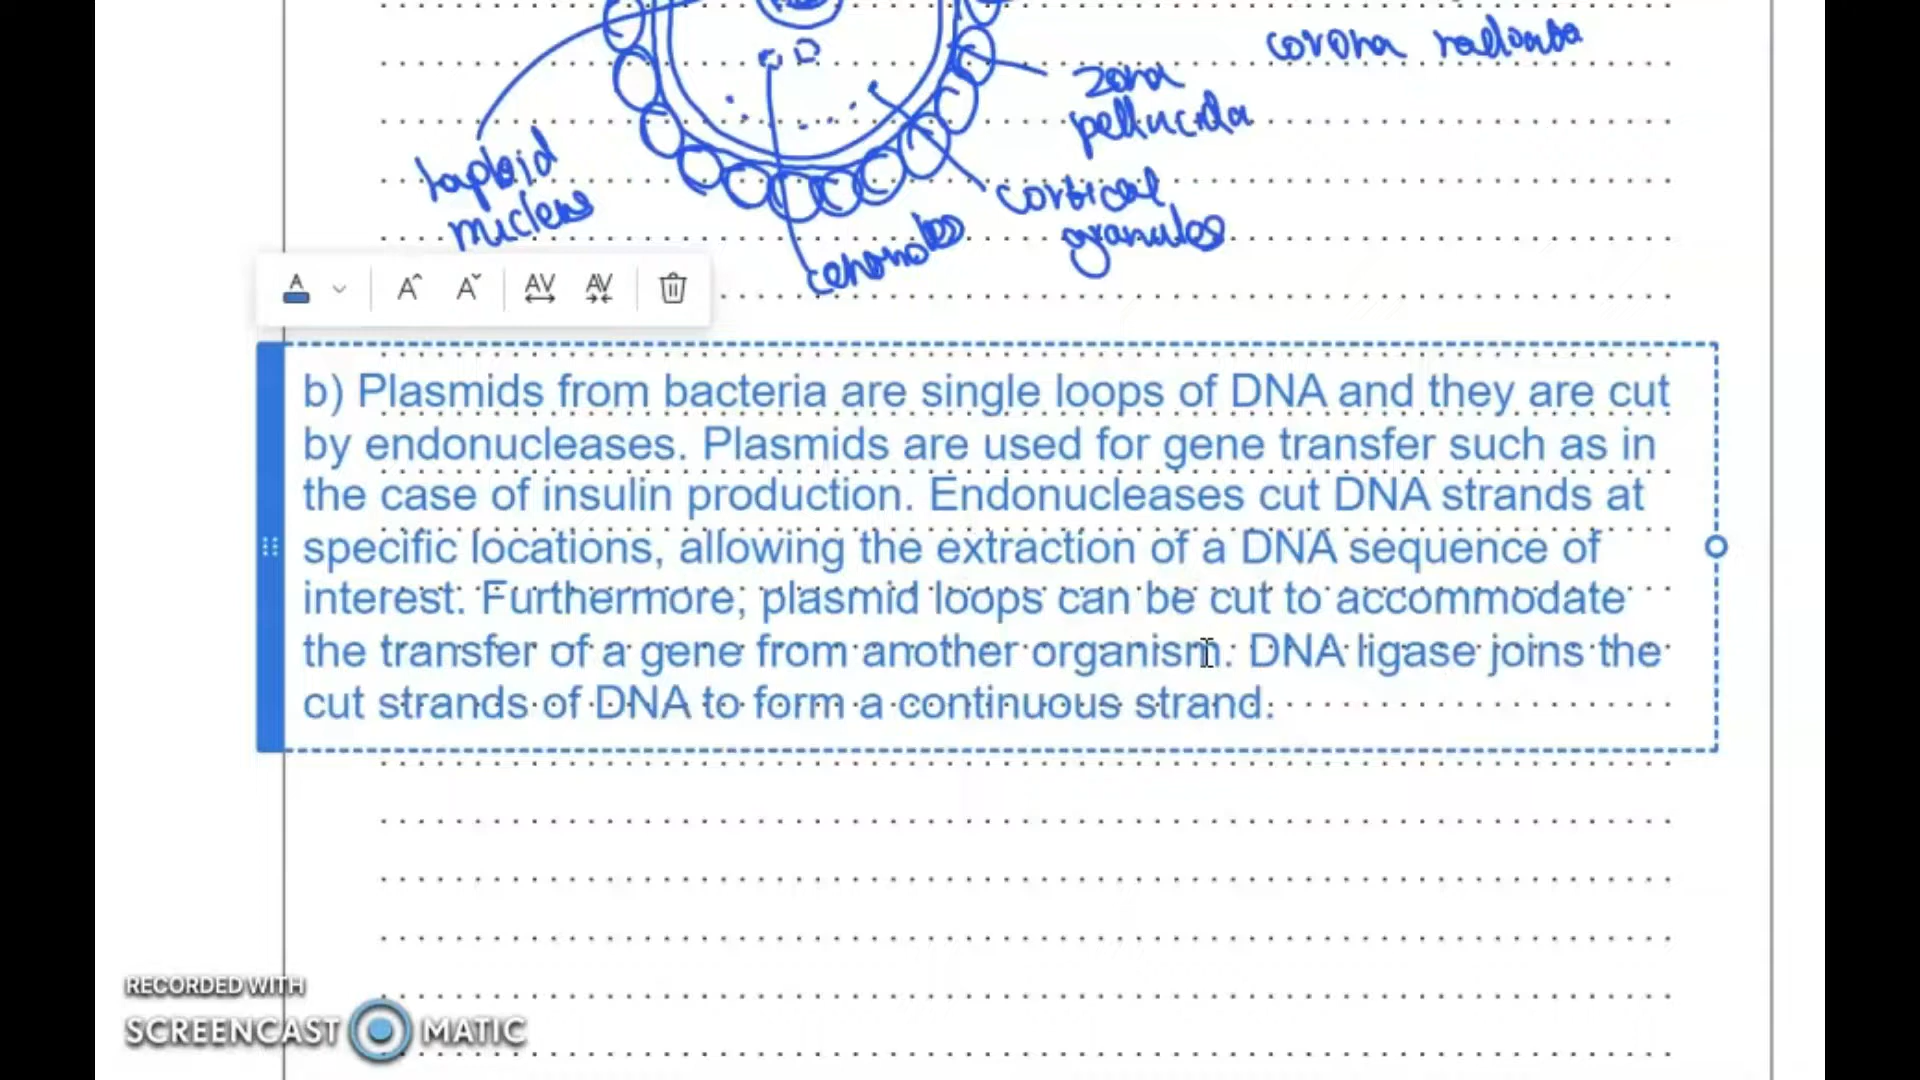 corona radiata
zona
pellucida
haploid
nucleus
cortical
granules
centrioles
A A A AV AV
b) Plasmids from bacteria are single loops of DNA and they are cut
by endonucleases. Plasmids are used for gene transfer such as in
the case of insulin production. Endonucleases cut DNA strands at
specific locations, allowing the extraction of a DNA sequence of
interest. Furthermore, plasmid loops can be cut to accommodate
the transfer of a gene from another organism. DNA ligase joins the
cut strands of DNA to form a continuous strand.
RECORDED WITH
SCREENCAST MATIC